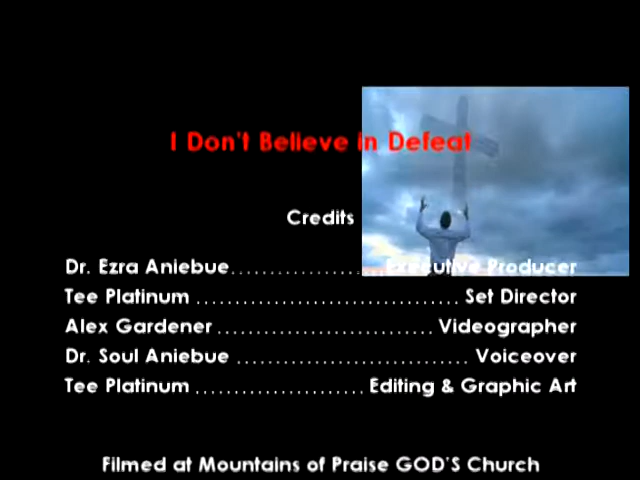 I Don't Believe in Defeat
Credits
Dr. Ezra Aniebue.....................Executive Producer
Tee Platinum .................................. Set Director
Alex Gardener ........................... Videographer
Dr. Soul Aniebue .............................. Voiceover
Tee Platinum ...................... Editing & Graphic Art
Filmed at Mountains of Praise GOD'S Church